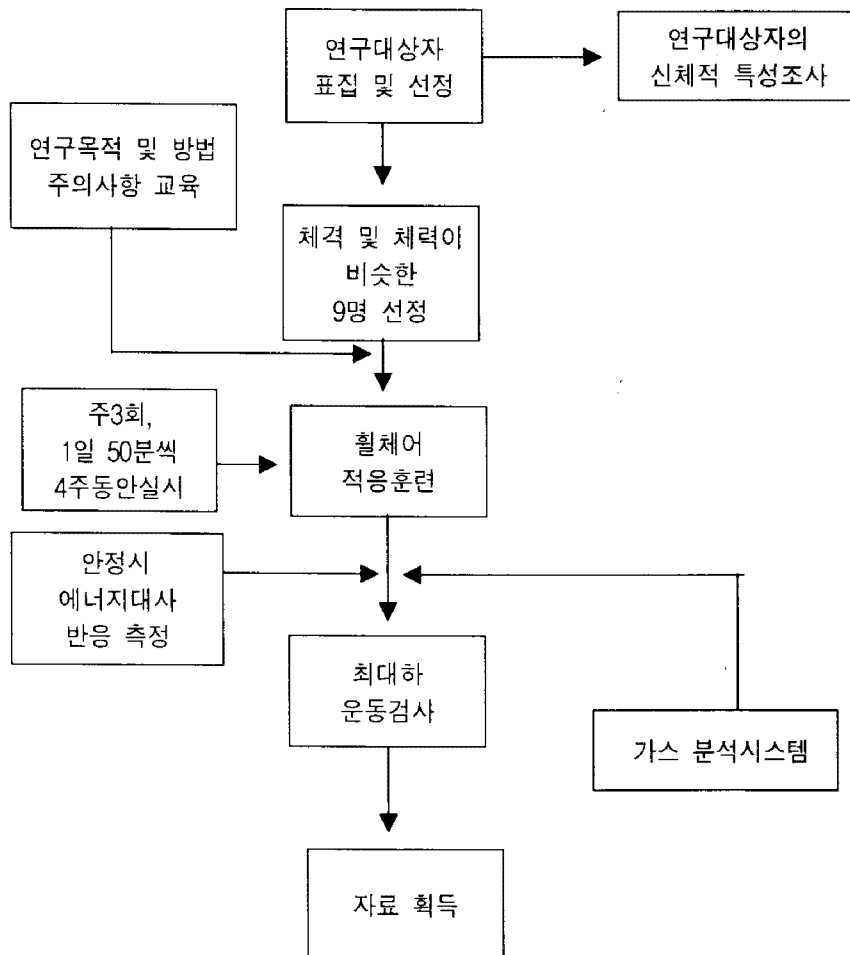 연구대상자
표집 및 선정
연구대상자의
신체적 특성조사
연구목적 및 방법
주의사항 교육
체격 및 체력이
비슷한
9명 선정
주3회,
1일 50분씩
4주동안실시
휠체어
적응훈련
안정시
에너지대사
반응 측정
최대하
운동검사
가스 분석시스템
자료 획득